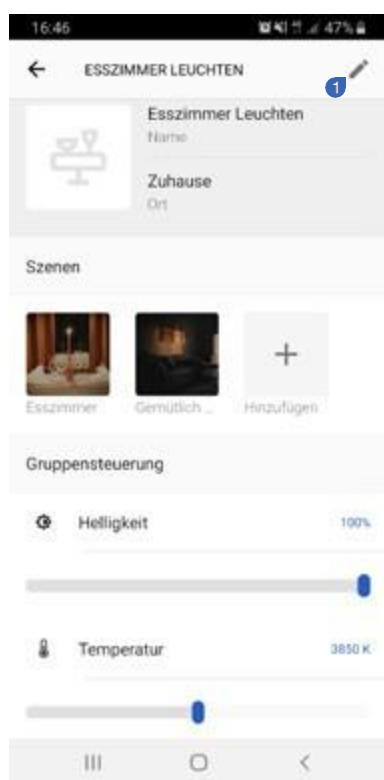 16:46 47%
ESSZIMMER LEUCHTEN
1
Esszimmer Leuchten
Name
Zuhause
Ort
Szenen
Esszimmer Gemütlich ... Hinzufügen
Gruppensteuerung
Helligkeit 100%
Temperatur 3850 K